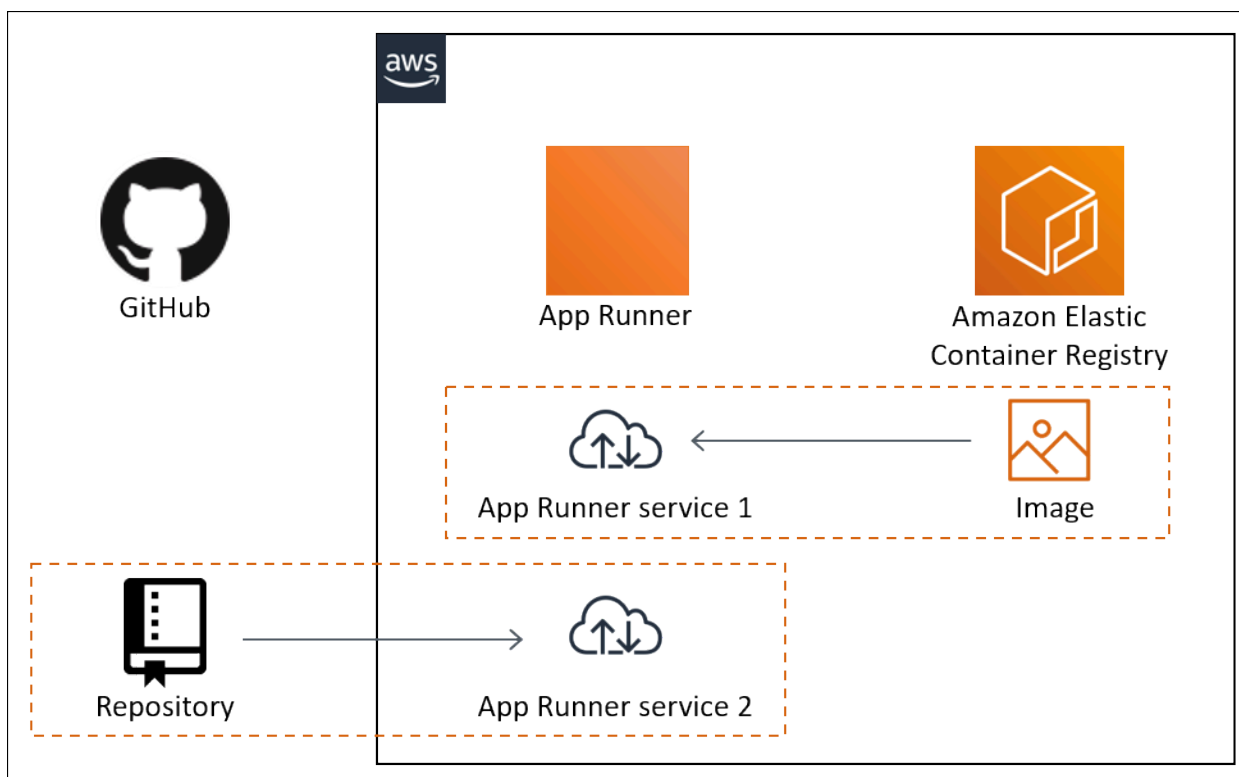 aws
GitHub
App Runner
Amazon Elastic
Container Registry
App Runner service 1
Image
Repository
App Runner service 2